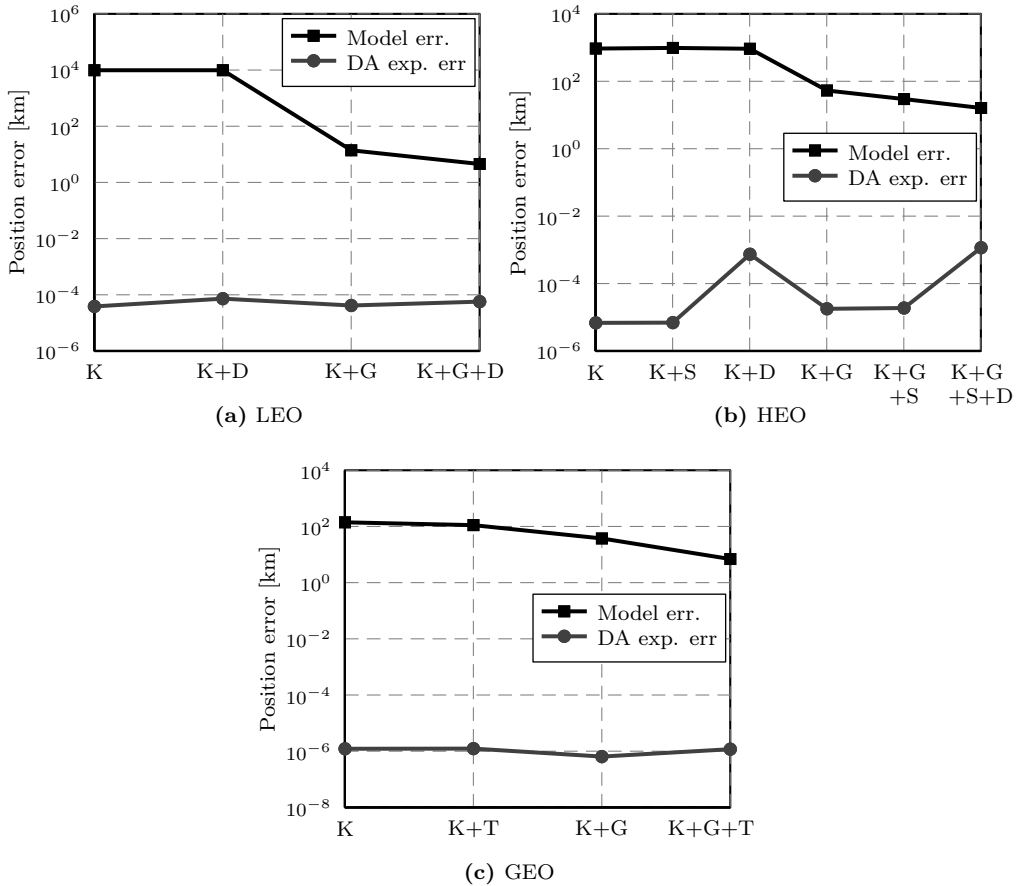 10^6
10^4
10^2
10^0
10^−2
10^−4
10^−6
Position error [km]
Model err.
DA exp. err
K
K+D
K+G
K+G+D
(a) LEO
10^4
10^2
10^0
10^−2
10^−4
10^−6
Position error [km]
Model err.
DA exp. err
K
K+S
K+D
K+G
K+G
+S
K+G
+S+D
(b) HEO
10^4
10^2
10^0
10^−2
10^−4
10^−6
10^−8
Position error [km]
Model err.
DA exp. err
K
K+T
K+G
K+G+T
(c) GEO